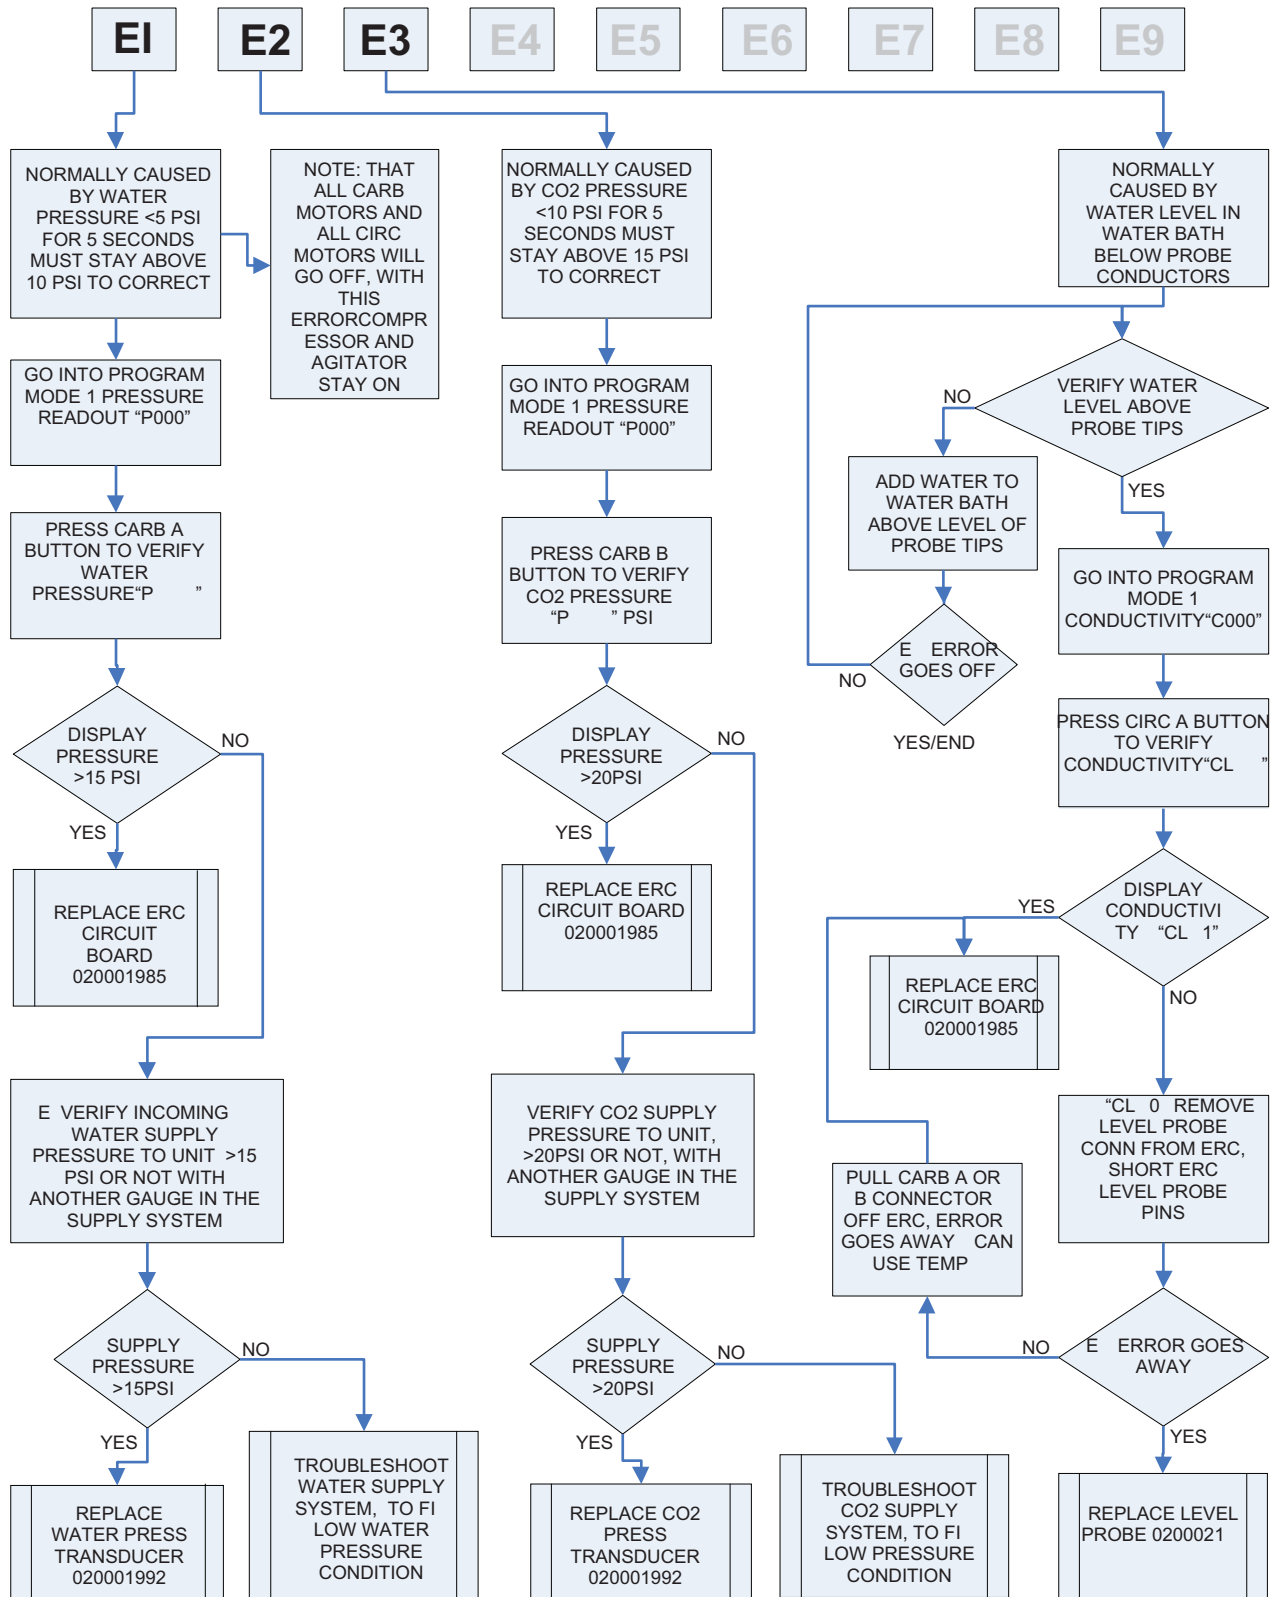 EI
E2
E3
E4
E5
E6
E7
E8
E9
NORMALLY CAUSED
BY WATER
PRESSURE <5 PSI
FOR 5 SECONDS
MUST STAY ABOVE
10 PSI TO CORRECT
NOTE: THAT
ALL CARB
MOTORS AND
ALL CIRC
MOTORS WILL
GO OFF, WITH
THIS
ERRORCOMPR
ESSOR AND
AGITATOR
STAY ON
GO INTO PROGRAM
MODE 1 PRESSURE
READOUT “P000”
PRESS CARB A
BUTTON TO VERIFY
WATER
PRESSURE“P ”
DISPLAY
PRESSURE
>15 PSI
NO
YES
REPLACE ERC
CIRCUIT
BOARD
020001985
E VERIFY INCOMING
WATER SUPPLY
PRESSURE TO UNIT >15
PSI OR NOT WITH
ANOTHER GAUGE IN THE
SUPPLY SYSTEM
SUPPLY
PRESSURE
>15PSI
NO
YES
REPLACE
WATER PRESS
TRANSDUCER
020001992
TROUBLESHOOT
WATER SUPPLY
SYSTEM, TO FI
LOW WATER
PRESSURE
CONDITION
NORMALLY CAUSED
BY CO2 PRESSURE
<10 PSI FOR 5
SECONDS MUST
STAY ABOVE 15 PSI
TO CORRECT
GO INTO PROGRAM
MODE 1 PRESSURE
READOUT “P000”
PRESS CARB B
BUTTON TO VERIFY
CO2 PRESSURE
“P ” PSI
DISPLAY
PRESSURE
>20PSI
NO
YES
REPLACE ERC
CIRCUIT BOARD
020001985
VERIFY CO2 SUPPLY
PRESSURE TO UNIT,
>20PSI OR NOT, WITH
ANOTHER GAUGE IN THE
SUPPLY SYSTEM
SUPPLY
PRESSURE
>20PSI
NO
YES
REPLACE CO2
PRESS
TRANSDUCER
020001992
TROUBLESHOOT
CO2 SUPPLY
SYSTEM, TO FI
LOW PRESSURE
CONDITION
NORMALLY
CAUSED BY
WATER LEVEL IN
WATER BATH
BELOW PROBE
CONDUCTORS
VERIFY WATER
LEVEL ABOVE
PROBE TIPS
NO
YES
ADD WATER TO
WATER BATH
ABOVE LEVEL OF
PROBE TIPS
E ERROR
GOES OFF
NO
YES/END
GO INTO PROGRAM
MODE 1
CONDUCTIVITY“C000”
PRESS CIRC A BUTTON
TO VERIFY
CONDUCTIVITY“CL ”
DISPLAY
CONDUCTIVI
TY “CL 1”
YES
NO
REPLACE ERC
CIRCUIT BOARD
020001985
“CL 0 REMOVE
LEVEL PROBE
CONN FROM ERC,
SHORT ERC
LEVEL PROBE
PINS
PULL CARB A OR
B CONNECTOR
OFF ERC, ERROR
GOES AWAY CAN
USE TEMP
E ERROR GOES
AWAY
NO
YES
REPLACE LEVEL
PROBE 0200021